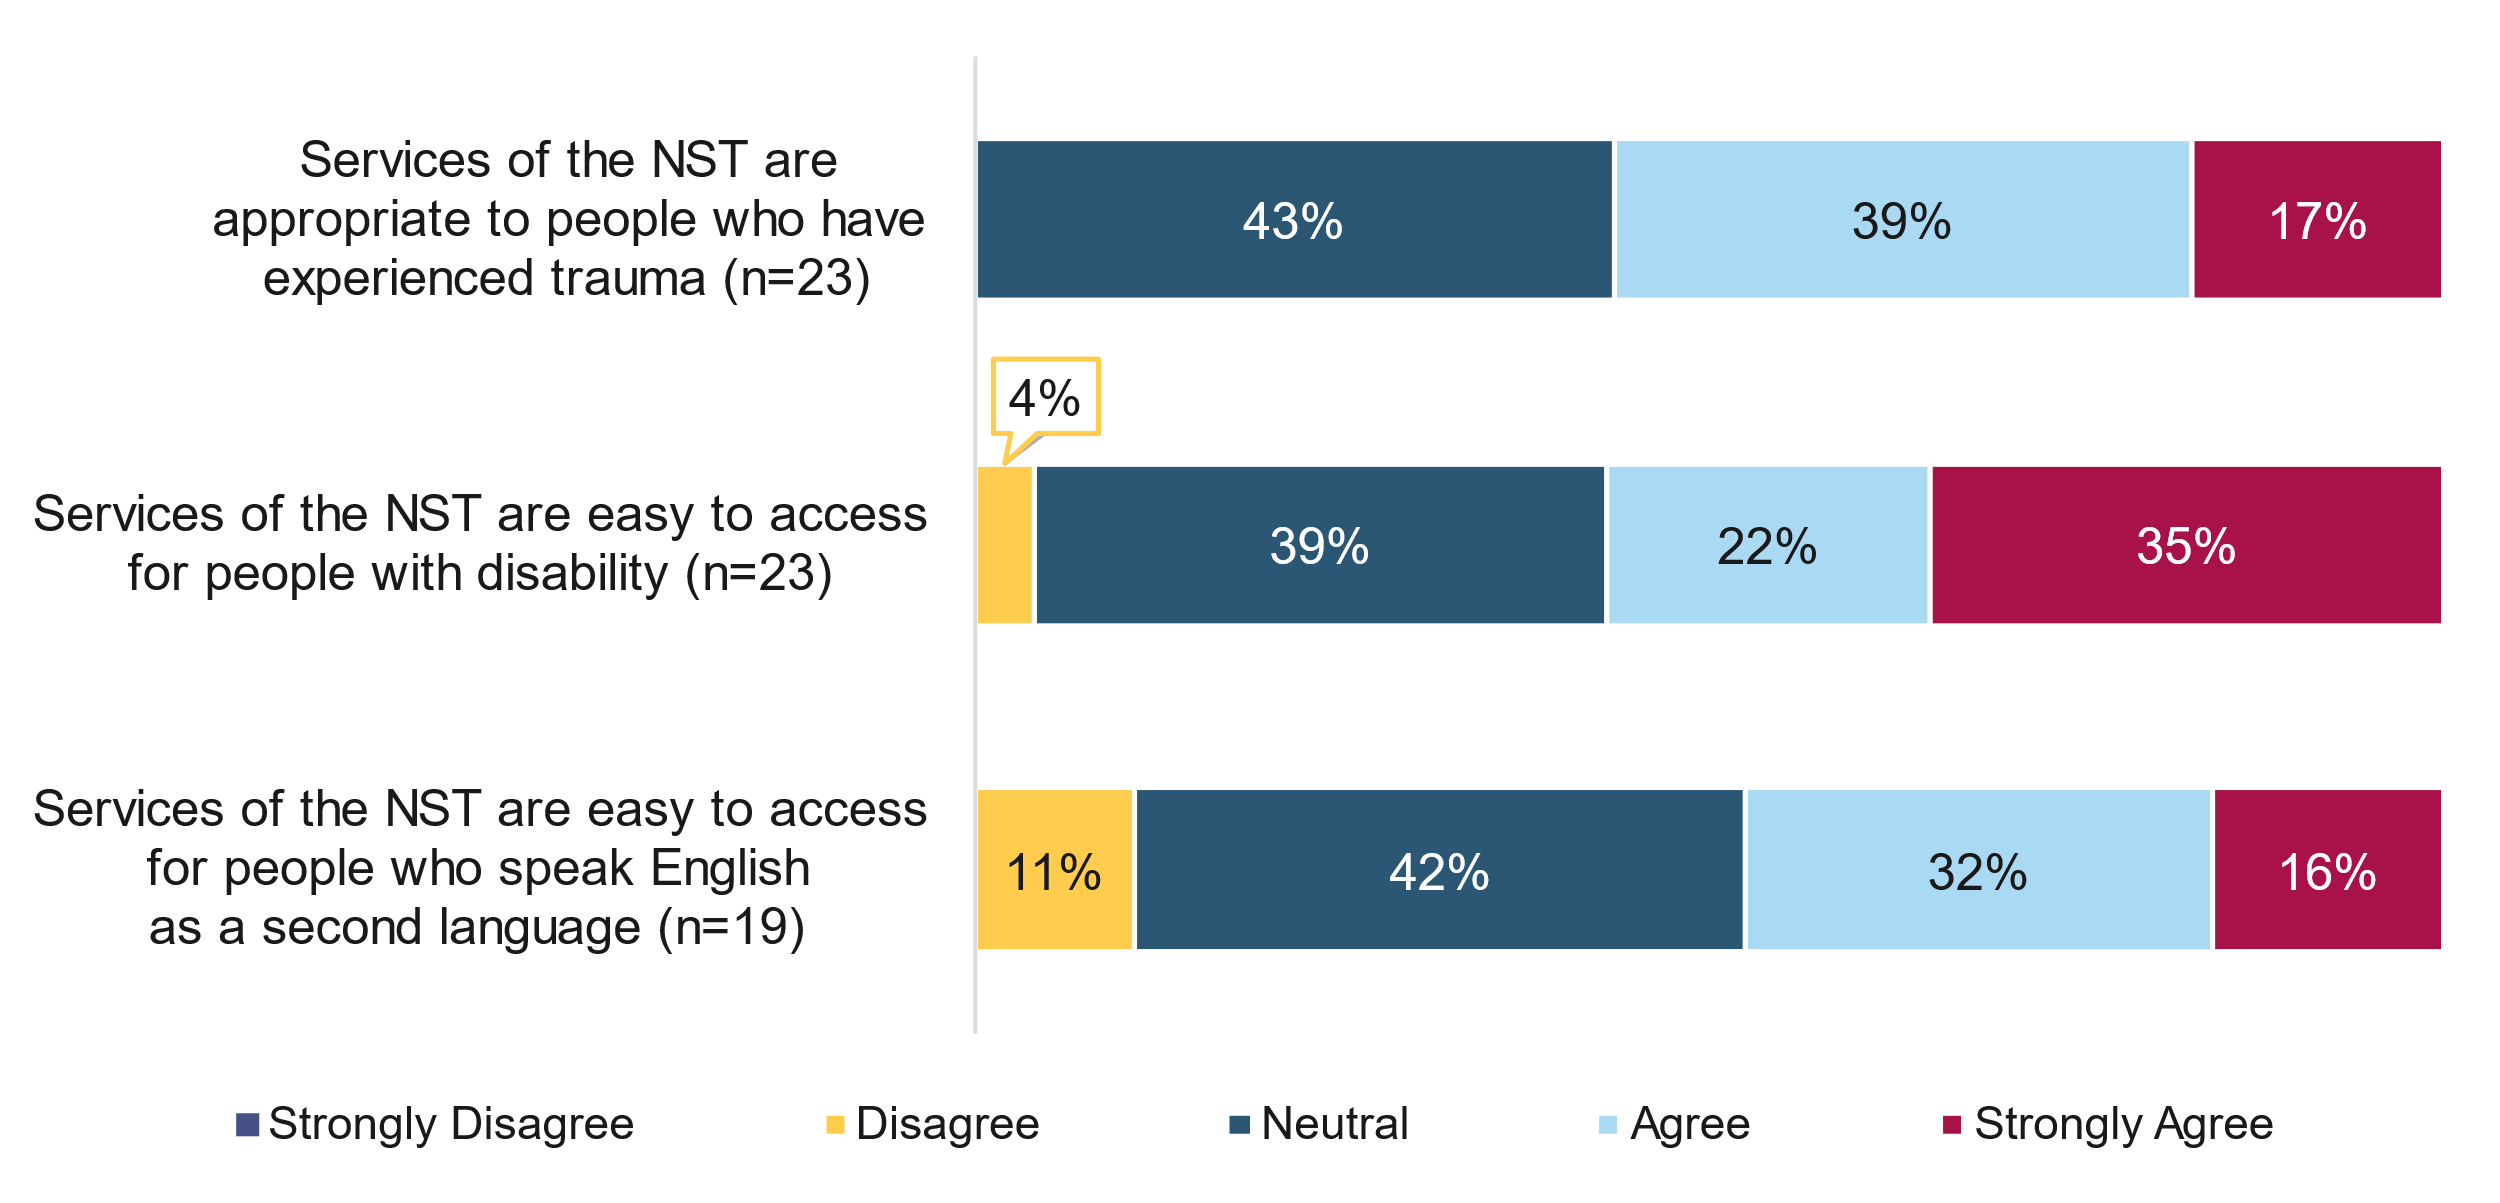 Services of the NST are
appropriate to people who have
experienced trauma (n=23)
43%
39%
17%
4%
Services of the NST are easy to access
for people with disability (n=23)
39%
22%
35%
Services of the NST are easy to access
for people who speak English
as a second language (n=19)
11%
42%
32%
16%
Strongly Disagree
Disagree
Neutral
Agree
Strongly Agree